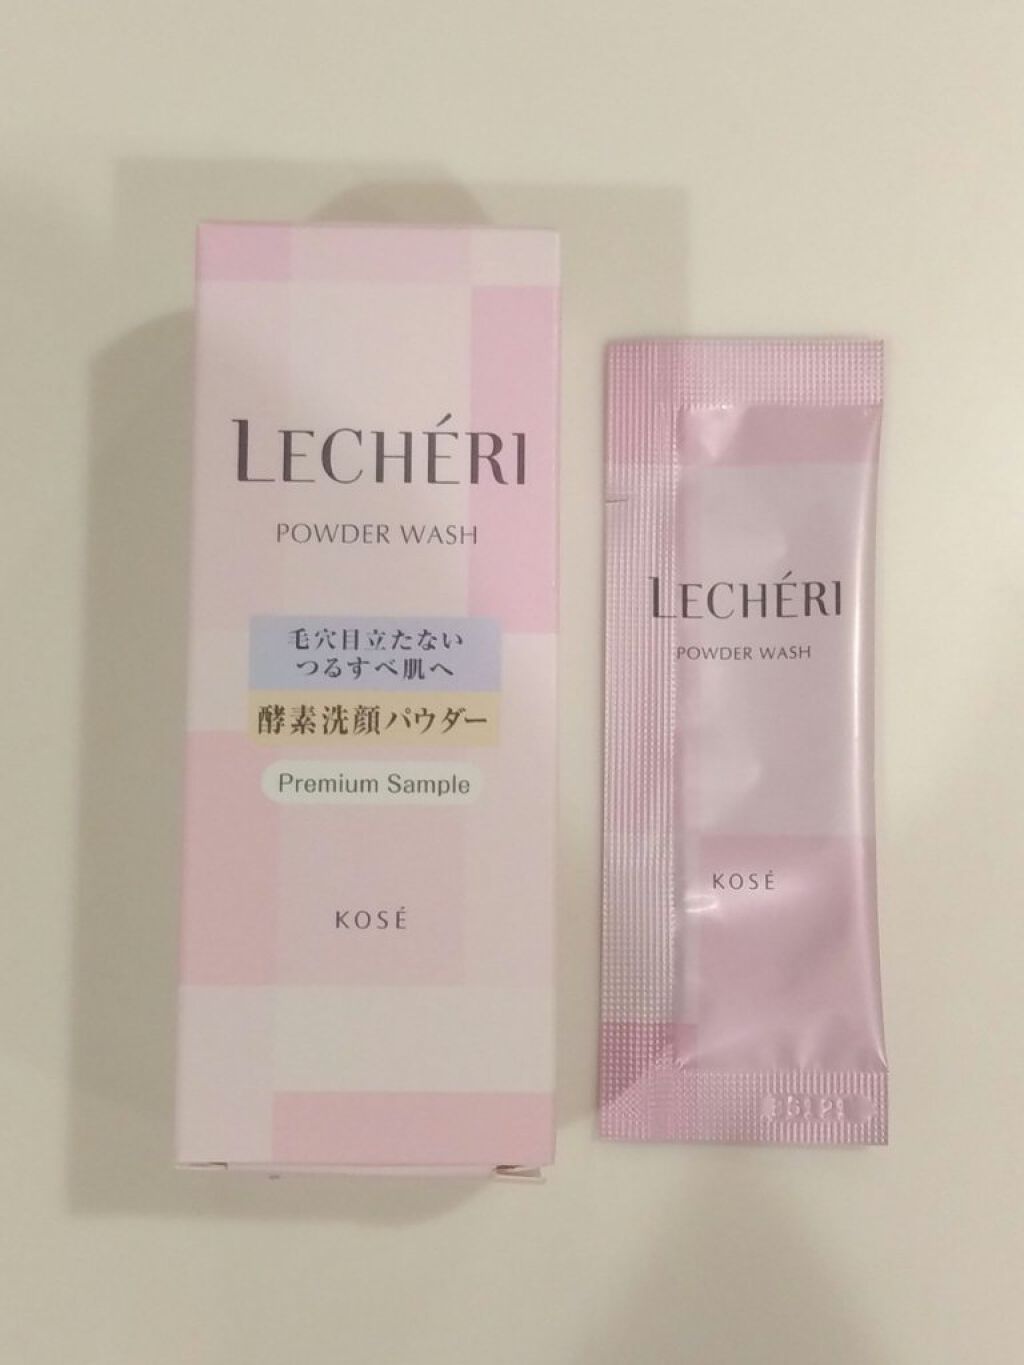 LECHÉRI
POWDER WASH
毛穴目立たない
つるすべ肌へ
酵素洗顔パウダー
Premium Sample
KOSÉ
LECHÉRI
POWDER WASH
KOSÉ